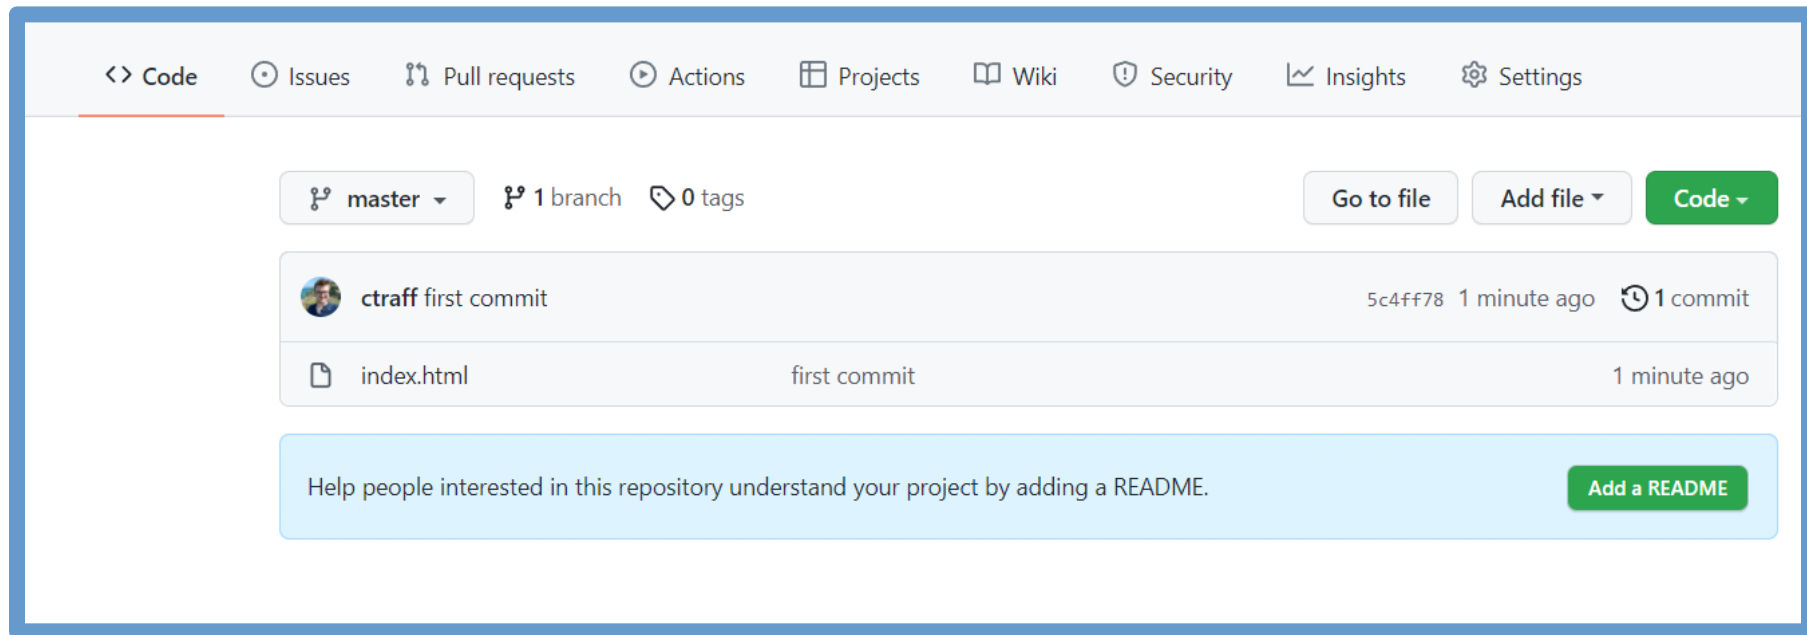 Code Issues Pull requests Actions Projects Wiki Security Insights Settings
master 1 branch 0 tags Go to file Add file Code
ctraff first commit 5c4ff78 1 minute ago 1 commit
index.html first commit 1 minute ago
Help people interested in this repository understand your project by adding a README. Add a README